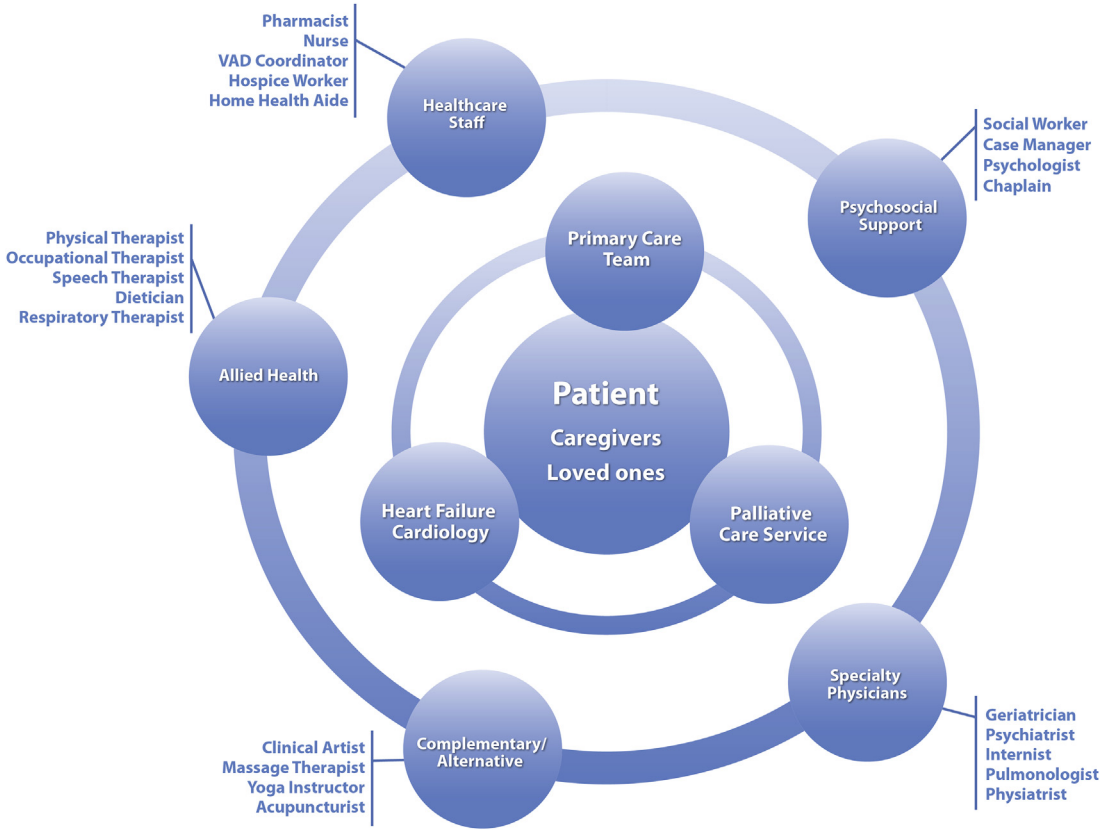 Pharmacist
Nurse
VAD Coordinator
Hospice Worker
Home Health Aide
Healthcare
Staff
Social Worker
Case Manager
Psychologist
Chaplain
Psychosocial
Support
Physical Therapist
Occupational Therapist
Speech Therapist
Dietician
Respiratory Therapist
Allied Health
Primary Care
Team
Patient
Caregivers
Loved ones
Heart Failure
Cardiology
Palliative
Care Service
Specialty
Physicians
Geriatrician
Psychiatrist
Internist
Pulmonologist
Physiatrist
Complementary/
Alternative
Clinical Artist
Massage Therapist
Yoga Instructor
Acupuncturist